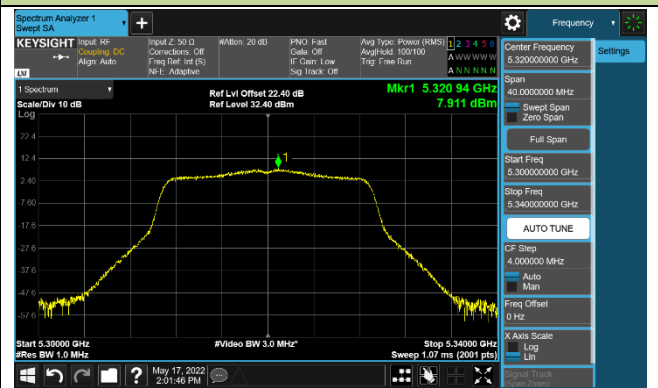 Spectrum Analyzer 1
Swept SA
Frequency
KEYSIGHT
Input: RF
Coupling: DC
Align: Auto
Input Z: 50 Ω
Corrections: Off
Freq Ref: Int (S)
NFE: Adaptive
#Atten: 20 dB
PNO: Fast
Gate: Off
IF Gain: Low
Sig Track: Off
Avg Type: Power (RMS)
Avg|Hold: 100/100
Trig: Free Run
1 2 3 4 5 6
A W W W W W
A N N N N N
LXI
1 Spectrum
Scale/Div 10 dB
Log
Ref Lvl Offset 22.40 dB
Ref Level 32.40 dBm
Mkr1 5.320 94 GHz
7.911 dBm
1
22.4
12.4
2.40
-7.60
-17.6
-27.6
-37.6
-47.6
-57.6
Start 5.30000 GHz
#Res BW 1.0 MHz
#Video BW 3.0 MHz*
Stop 5.34000 GHz
Sweep 1.07 ms (2001 pts)
Center Frequency
5.320000000 GHz
Settings
Span
40.0000000 MHz
Swept Span
Zero Span
Full Span
Start Freq
5.300000000 GHz
Stop Freq
5.340000000 GHz
AUTO TUNE
CF Step
4.000000 MHz
Auto
Man
Freq Offset
0 Hz
X Axis Scale
Log
Lin
Signal Track
(Span Zoom)
May 17, 2022
2:01:46 PM